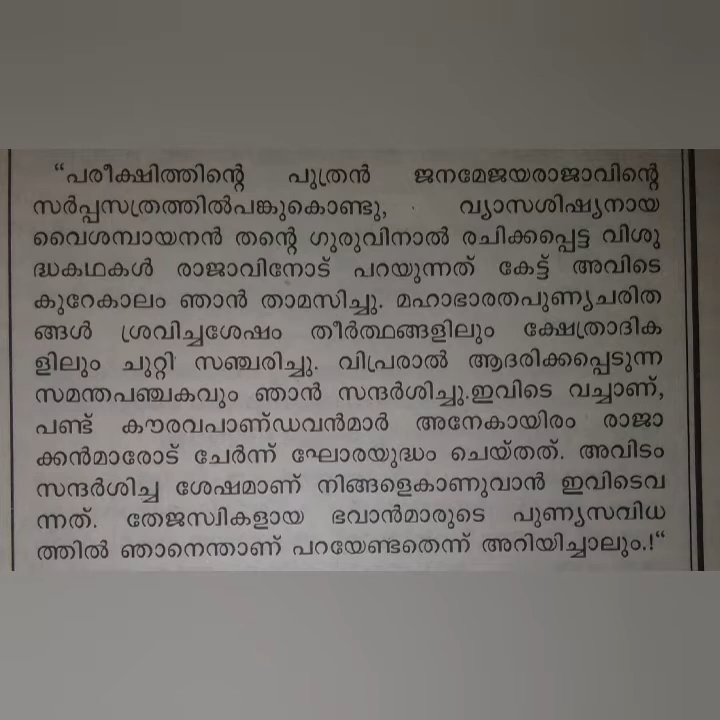 “പരീക്ഷിത്തിന്റെ പുത്രൻ ജനമേജയരാജാവിന്റെ
സർപ്പസത്രത്തിൽപങ്കുകൊണ്ടു, വ്യാസശിഷ്യനായ
വൈശമ്പായനൻ തന്റെ ഗുരുവിനാൽ രചിക്കപ്പെട്ട വിശു
ദ്ധകഥകൾ രാജാവിനോട് പറയുന്നത് കേട്ട് അവിടെ
കുറേകാലം ഞാൻ താമസിച്ചു. മഹാഭാരതപുണ്യചരിത
ങ്ങൾ ശ്രവിച്ചശേഷം തീർത്ഥങ്ങളിലും ക്ഷേത്രാദിക
ളിലും ചുറ്റി സഞ്ചരിച്ചു. വിപ്രരാൽ ആദരിക്കപ്പെടുന്ന
സമന്തപഞ്ചകവും ഞാൻ സന്ദർശിച്ചു.ഇവിടെ വച്ചാണ്,
പണ്ട് കൗരവപാണ്ഡവൻമാർ അനേകായിരം രാജാ
ക്കൻമാരോട് ചേർന്ന് ഘോരയുദ്ധം ചെയ്തത്. അവിടം
സന്ദർശിച്ച ശേഷമാണ് നിങ്ങളെകാണുവാൻ ഇവിടെവ
ന്നത്. തേജസ്വികളായ ഭവാൻമാരുടെ പുണ്യസവിധ
ത്തിൽ ഞാനെന്താണ് പറയേണ്ടതെന്ന് അറിയിച്ചാലും.!“